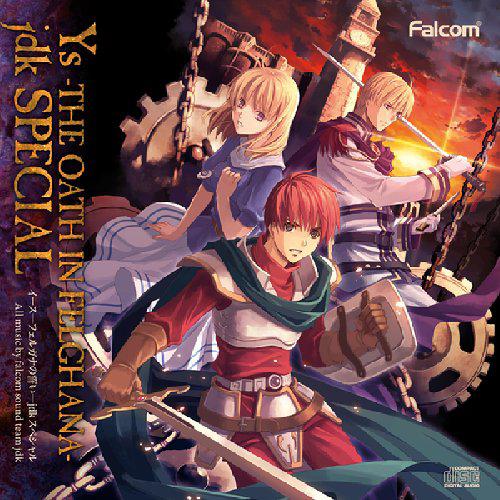 Falcom®
Ys -THE OATH IN FELGHANA-
jdk SPECIAL
イース -フェルガナの誓い- jdk スペシャル
All music by falcom sound team jdk
COMPACT
disc
DIGITAL AUDIO